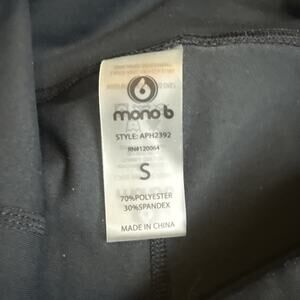 mono b
STYLE: APH2392
RN#120064
S
70%POLYESTER
30%SPANDEX
MADE IN CHINA